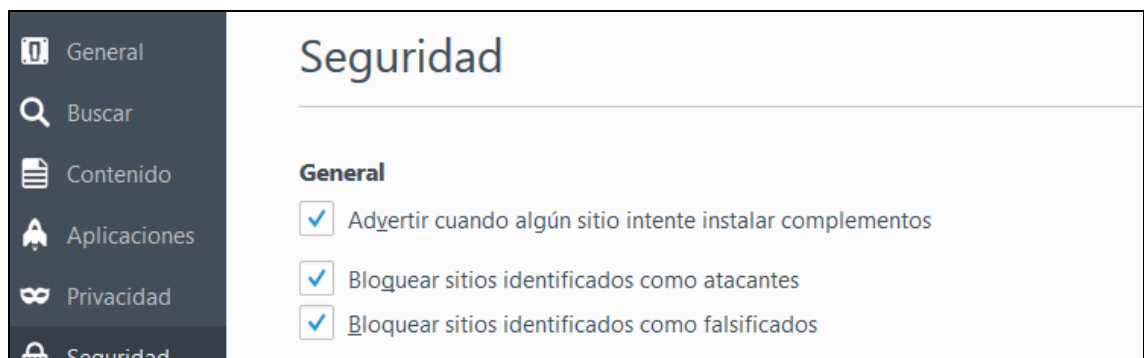 General
Buscar
Contenido
Aplicaciones
Privacidad
Seguridad
Seguridad
General
Advertir cuando algún sitio intente instalar complementos
Bloquear sitios identificados como atacantes
Bloquear sitios identificados como falsificados